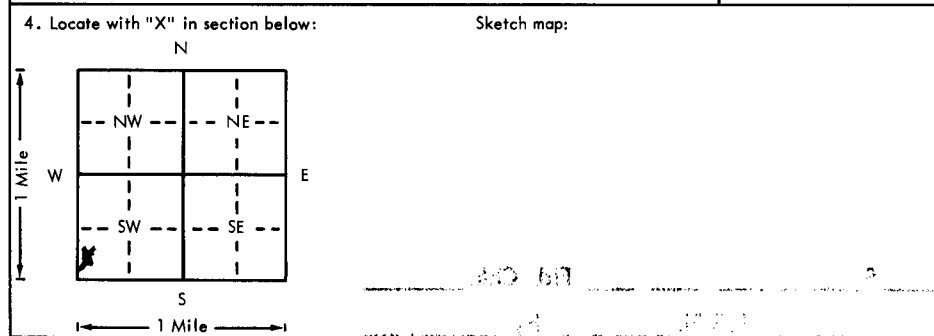 4. Locate with "X" in section below:
Sketch map:
N
NW
NE
1 Mile
W
E
SW
SE
X
S
1 Mile